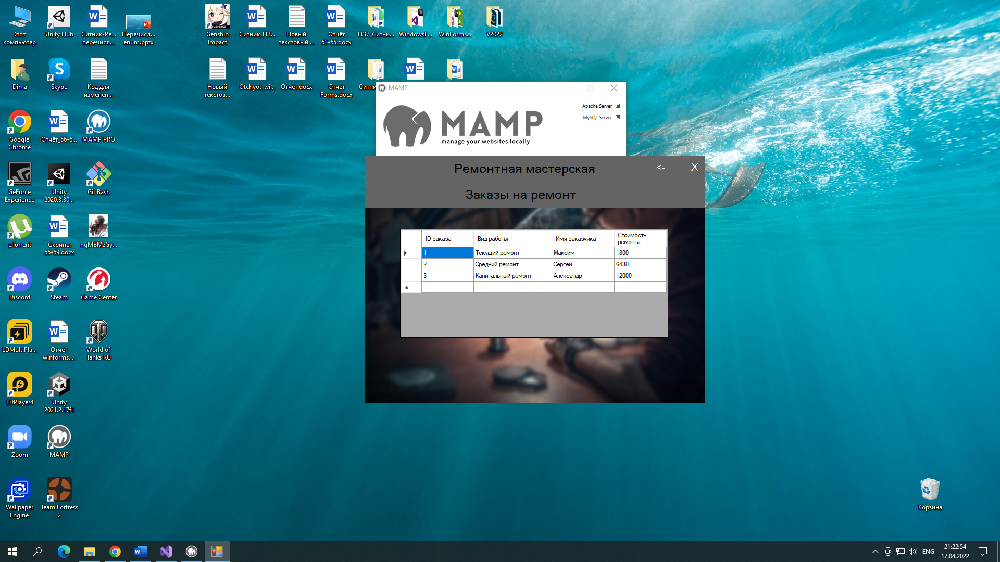 Этот
компьютер
Unity Hub
Ситник-Ре...
перечисл...
Перечисл...
enum.pptx
Genshin
Impact
Ситник_ПЗ...
Новый
текстовый ...
Отчёт
63-65.docx
ПЗ7_Ситни...
WindowsF...
WinForms...
V2022
Dima
Skype
Код для
изменен...
Новый
текстов...
Otchyot_wi...
Отчёт.docx
Отчёт
Forms.docx
Ситни
Google
Chrome
Отчёт_56-6...
MAMP PRO
GeForce
Experience
Unity
2020.3.30...
Git Bash
µTorrent
Скрины
66-69.docx
nqMBMzGy...
Discord
Steam
Game Center
LDMultiPla...
Отчёт
winforms....
World of
Tanks RU
LDPlayer4
Unity
2021.2.17f1
Zoom
MAMP
Wallpaper
Engine
Team Fortress
2
Корзина
MAMP
Apache Server
MySQL Server
MAMP
manage your websites locally
Ремонтная мастерская
<-
X
Заказы на ремонт
ID заказа
Вид работы
Имя заказчика
Стоимость
ремонта
1 Текущий ремонт Максим 1800
2 Средний ремонт Сергей 6430
3 Капитальный ремонт Александр 12000
ENG
21:22:54
17.04.2022